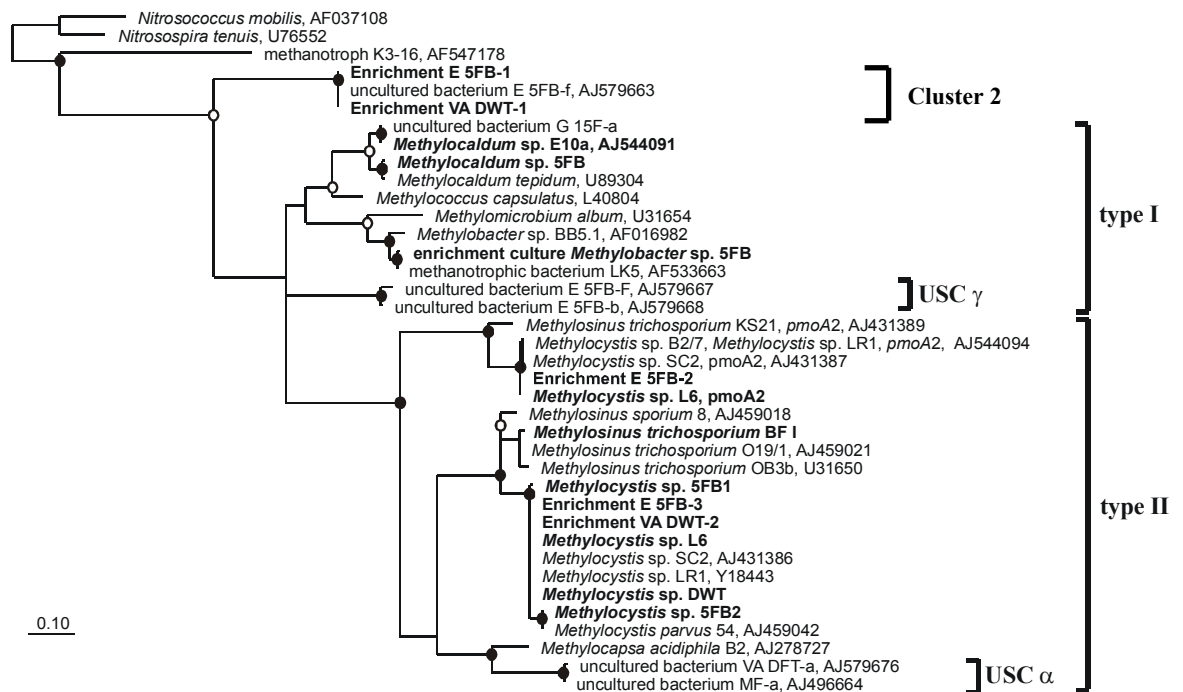 Nitrosococcus mobilis, AF037108
Nitrosospira tenuis, U76552
methanotroph K3-16, AF547178
Enrichment E 5FB-1
uncultured bacterium E 5FB-f, AJ579663
Enrichment VA DWT-1
Cluster 2
uncultured bacterium G 15F-a
Methylocaldum sp. E10a, AJ544091
Methylocaldum sp. 5FB
Methylocaldum tepidum, U89304
Methylococcus capsulatus, L40804
Methylomicrobium album, U31654
Methylobacter sp. BB5.1, AF016982
enrichment culture Methylobacter sp. 5FB
methanotrophic bacterium LK5, AF533663
type I
uncultured bacterium E 5FB-F, AJ579667
uncultured bacterium E 5FB-b, AJ579668
USC γ
Methylosinus trichosporium KS21, pmoA2, AJ431389
Methylocystis sp. B2/7, Methylocystis sp. LR1, pmoA2, AJ544094
Methylocystis sp. SC2, pmoA2, AJ431387
Enrichment E 5FB-2
Methylocystis sp. L6, pmoA2
Methylosinus sporium 8, AJ459018
Methylosinus trichosporium BF I
Methylosinus trichosporium O19/1, AJ459021
Methylosinus trichosporium OB3b, U31650
Methylocystis sp. 5FB1
Enrichment E 5FB-3
type II
Enrichment VA DWT-2
Methylocystis sp. L6
Methylocystis sp. SC2, AJ431386
Methylocystis sp. LR1, Y18443
Methylocystis sp. DWT
Methylocystis sp. 5FB2
Methylocystis parvus 54, AJ459042
Methylocapsa acidiphila B2, AJ278727
uncultured bacterium VA DFT-a, AJ579676
uncultured bacterium MF-a, AJ496664
USC α
0.10